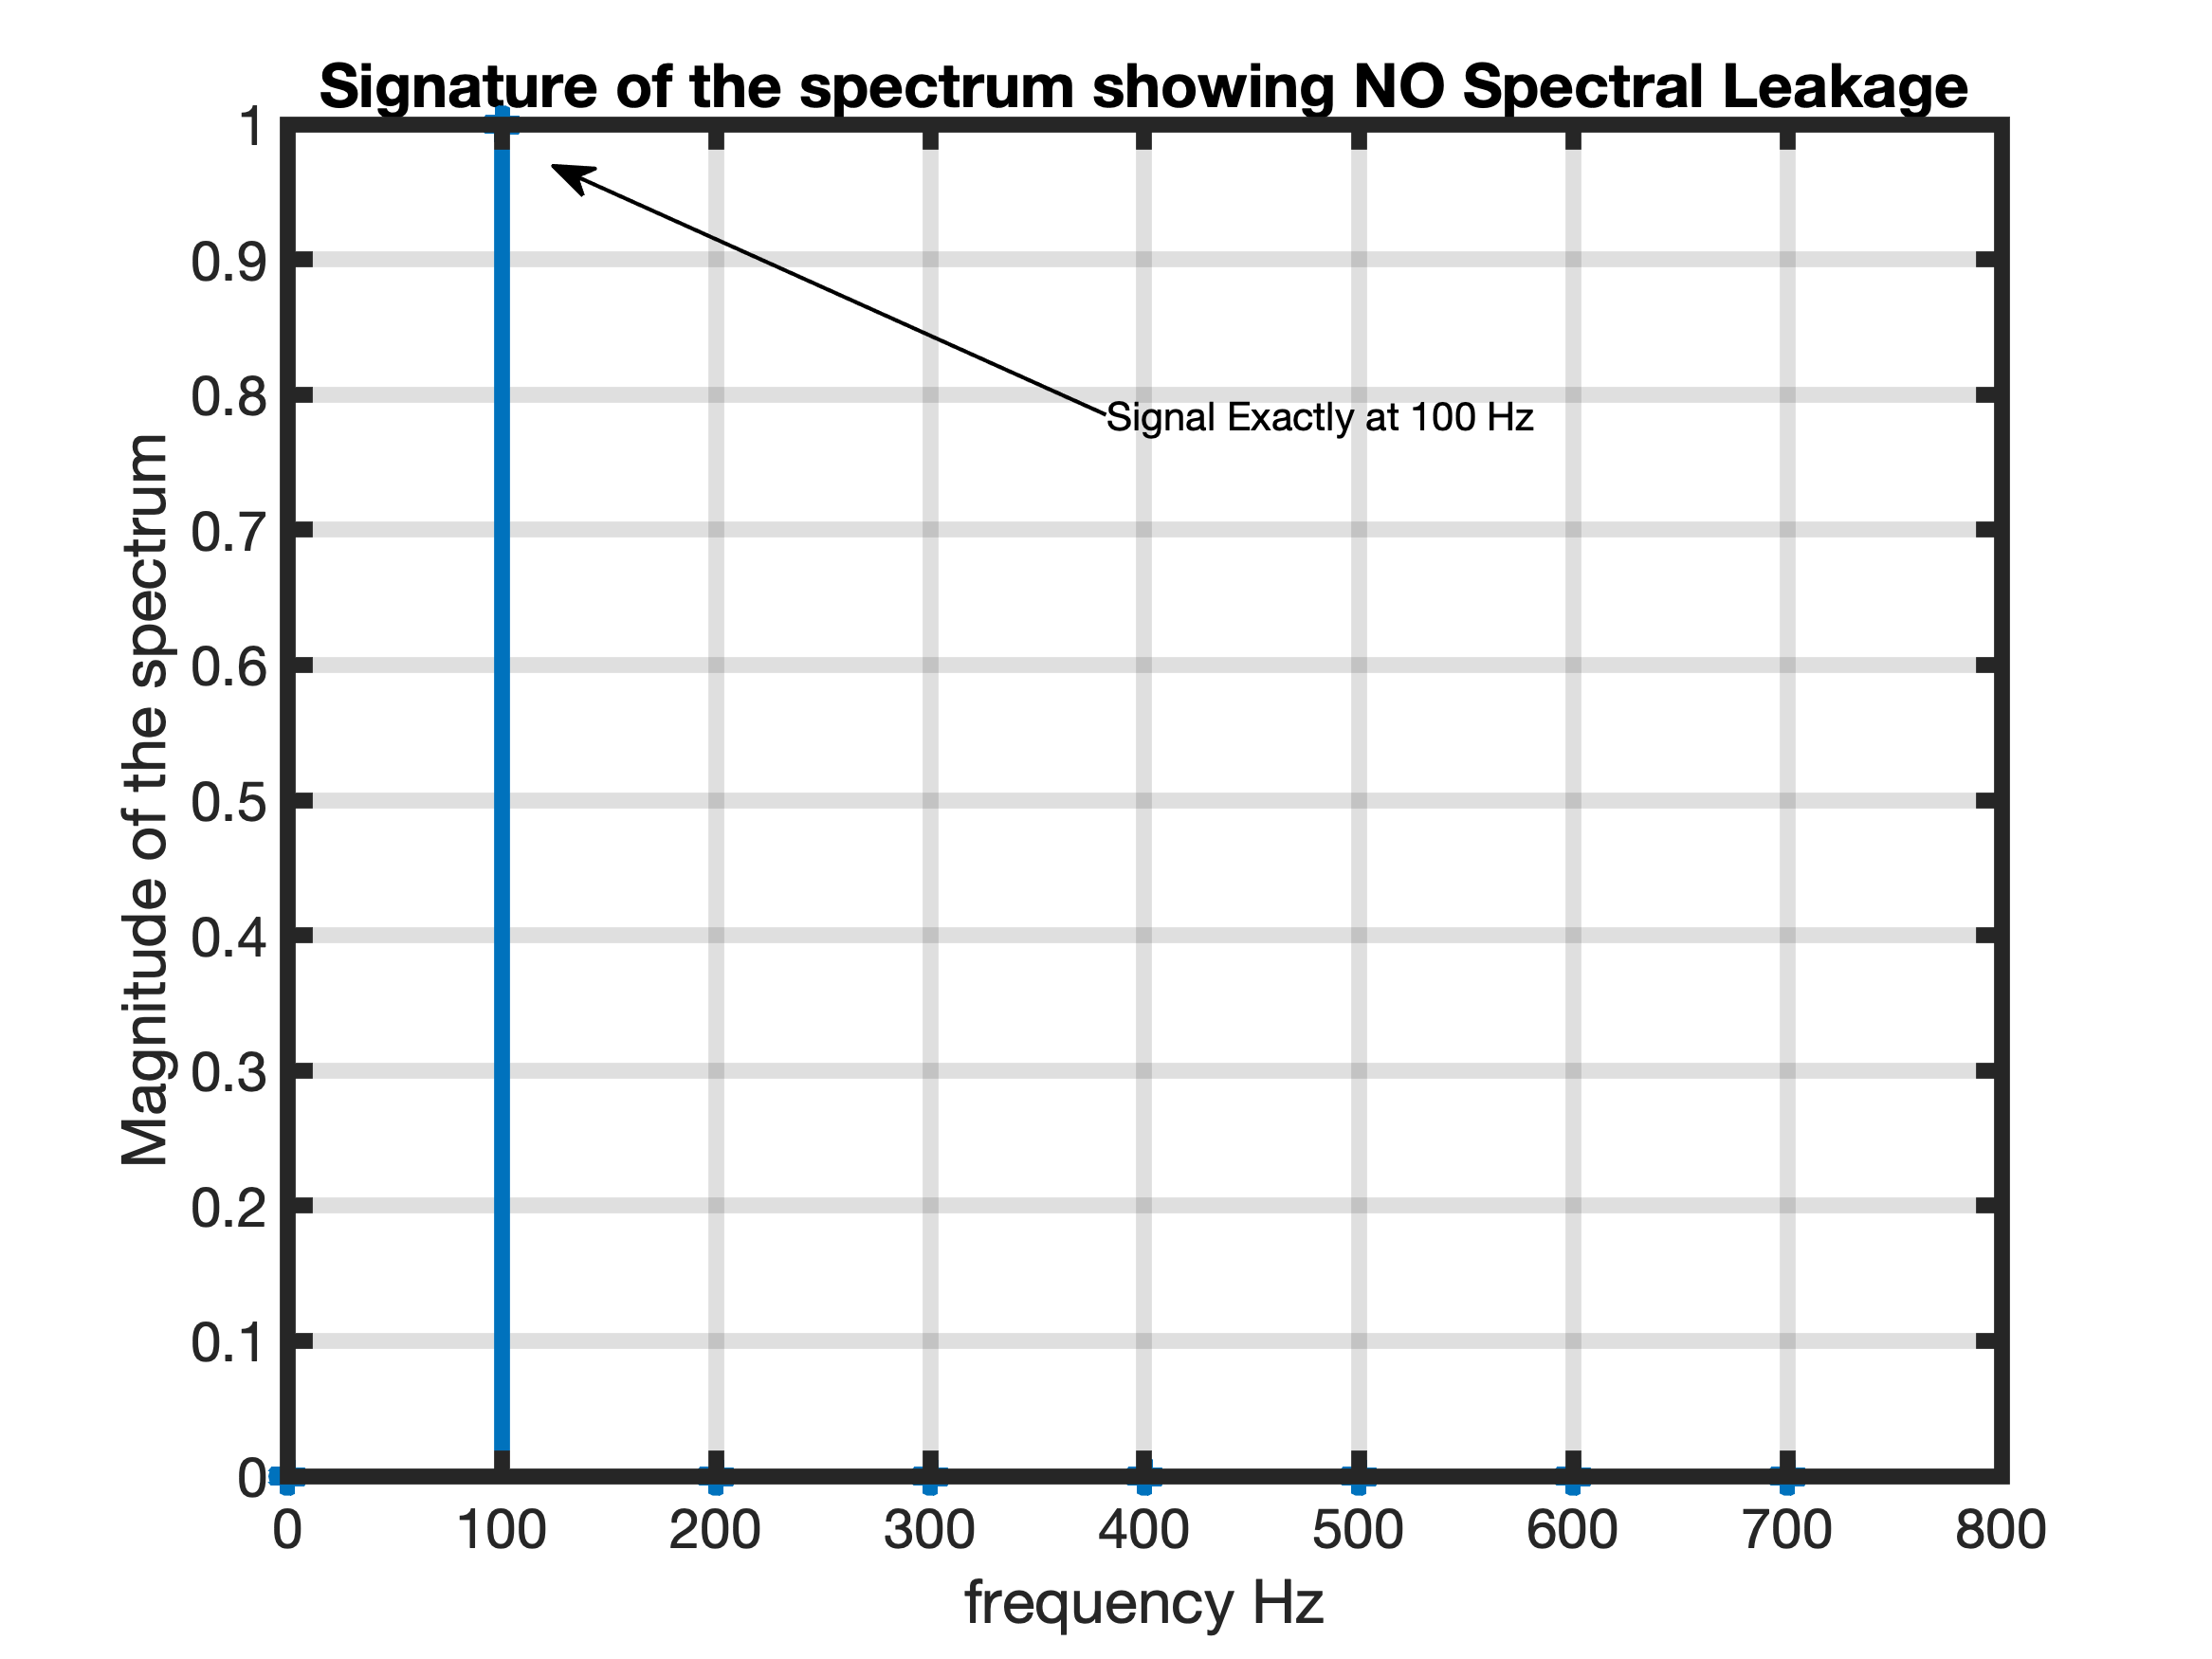 Signature of the spectrum showing NO Spectral Leakage
1
0.9
0.8
0.7
0.6
0.5
0.4
0.3
0.2
0.1
0
Magnitude of the spectrum
Signal Exactly at 100 Hz
0 100 200 300 400 500 600 700 800
frequency Hz